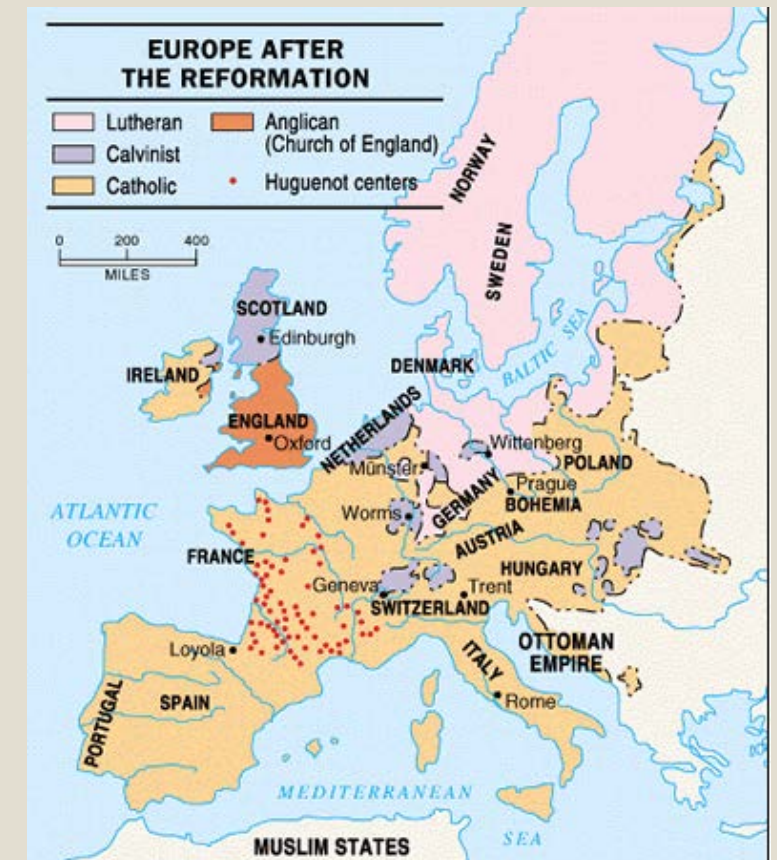 EUROPE AFTER
THE REFORMATION
Lutheran
Calvinist
Catholic
Anglican
(Church of England)
Huguenot centers
0 200 400
MILES
NORWAY
SWEDEN
SCOTLAND
Edinburgh
IRELAND
DENMARK
BALTIC SEA
ENGLAND
Oxford
NETHERLANDS
Münster
Wittenberg
POLAND
GERMANY
Prague
BOHEMIA
Worms
ATLANTIC
OCEAN
AUSTRIA
FRANCE
HUNGARY
Geneva
Trent
SWITZERLAND
Loyola
OTTOMAN
EMPIRE
ITALY
PORTUGAL
SPAIN
Rome
MEDITERRANEAN
SEA
MUSLIM STATES